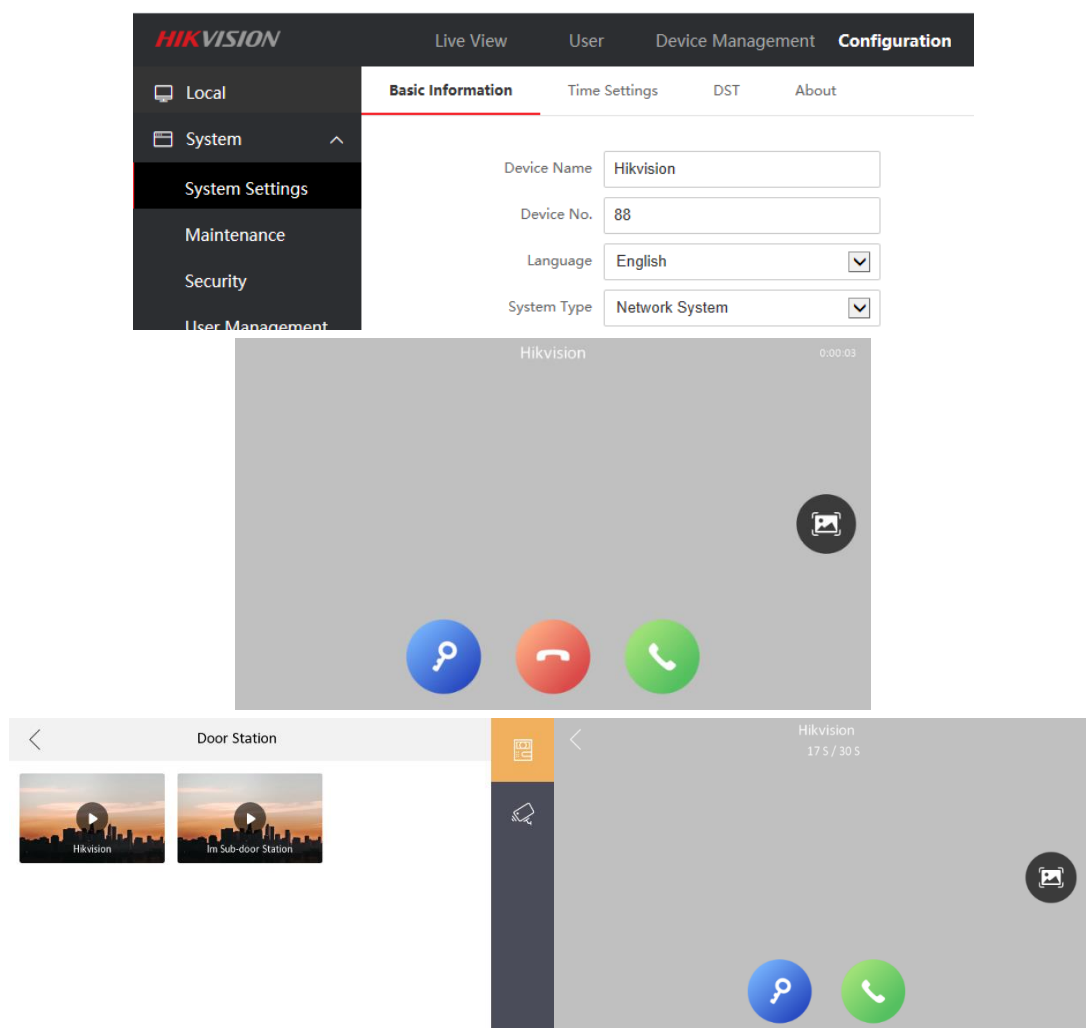 HIKVISION
Live View
User
Device Management
Configuration
Local
System
System Settings
Maintenance
Security
User Management
Basic Information
Time Settings
DST
About
Device Name
Hikvision
Device No.
88
Language
English
System Type
Network System
Hikvision
0:00:03
Door Station
Hikvision
Im Sub-door Station
Hikvision
17 S / 30 S